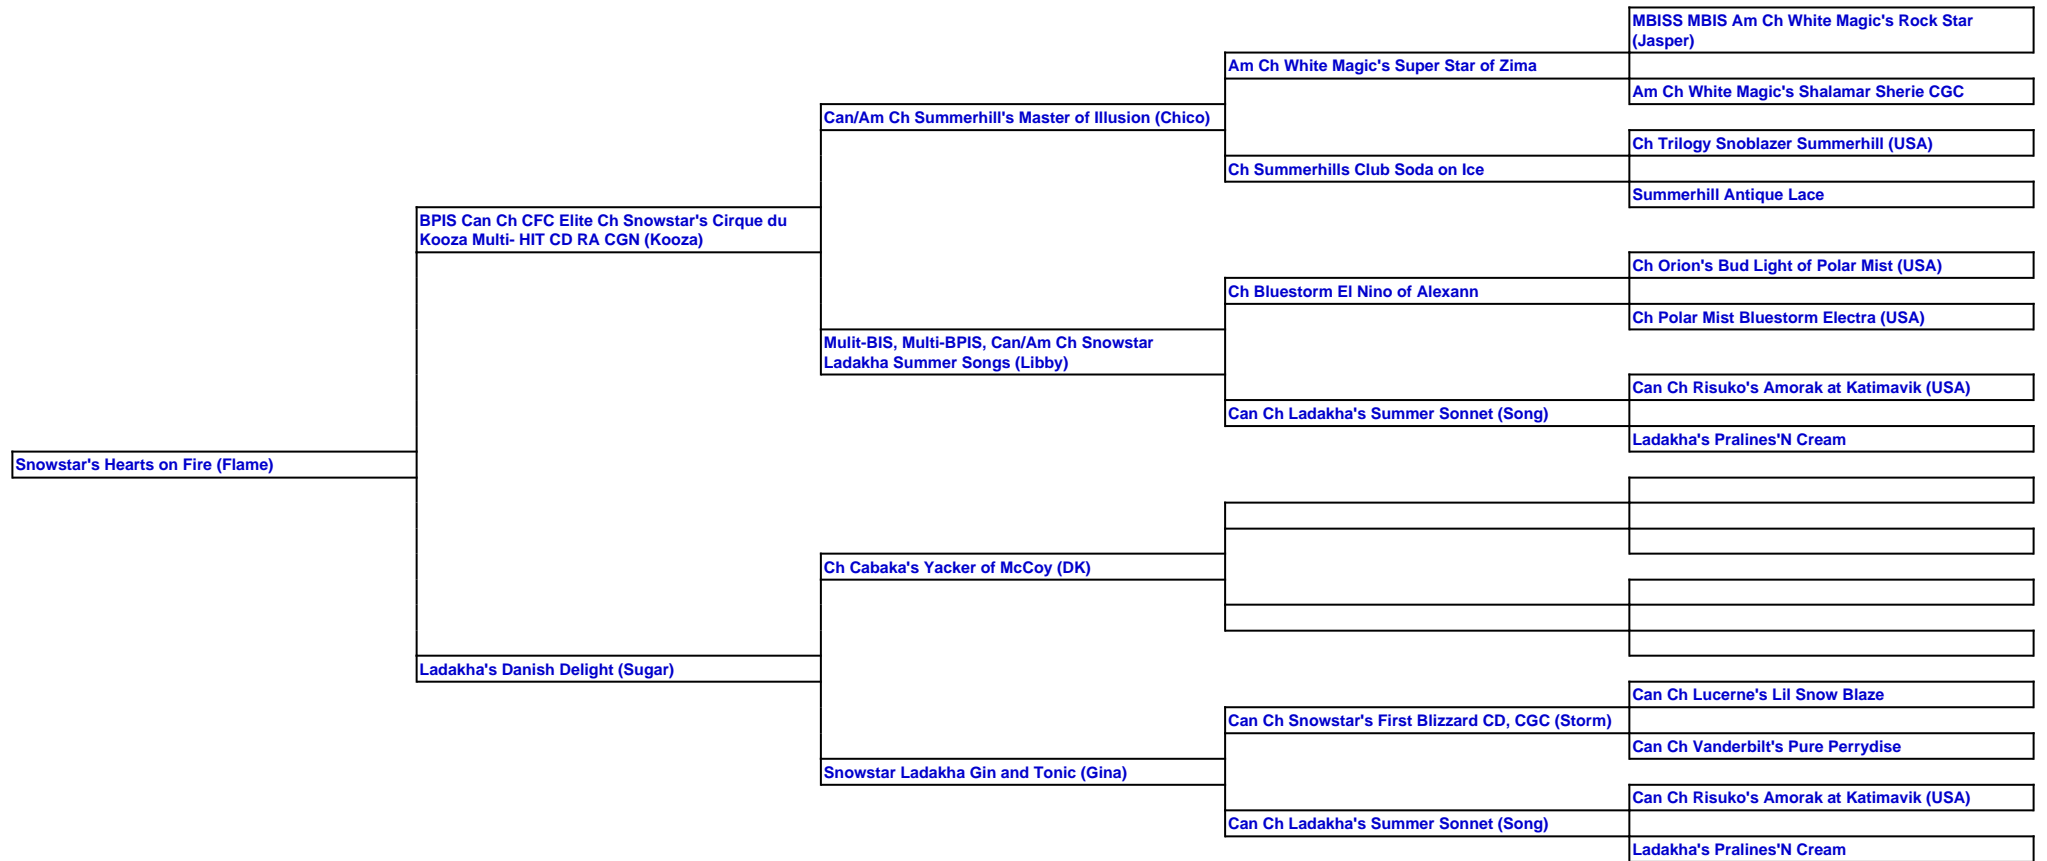 MBISS MBIS Am Ch White Magic's Rock Star
(Jasper)
Am Ch White Magic's Super Star of Zima
Am Ch White Magic's Shalamar Sherie CGC
Can/Am Ch Summerhill's Master of Illusion (Chico)
Ch Trilogy Snoblazer Summerhill (USA)
Ch Summerhills Club Soda on Ice
Summerhill Antique Lace
BPIS Can Ch CFC Elite Ch Snowstar's Cirque du
Kooza Multi- HIT CD RA CGN (Kooza)
Ch Orion's Bud Light of Polar Mist (USA)
Ch Bluestorm El Nino of Alexann
Ch Polar Mist Bluestorm Electra (USA)
Mulit-BIS, Multi-BPIS, Can/Am Ch Snowstar
Ladakha Summer Songs (Libby)
Can Ch Risuko's Amorak at Katimavik (USA)
Can Ch Ladakha's Summer Sonnet (Song)
Ladakha's Pralines'N Cream
Snowstar's Hearts on Fire (Flame)
Ch Cabaka's Yacker of McCoy (DK)
Ladakha's Danish Delight (Sugar)
Can Ch Lucerne's Lil Snow Blaze
Can Ch Snowstar's First Blizzard CD, CGC (Storm)
Can Ch Vanderbilt's Pure Perrydise
Snowstar Ladakha Gin and Tonic (Gina)
Can Ch Risuko's Amorak at Katimavik (USA)
Can Ch Ladakha's Summer Sonnet (Song)
Ladakha's Pralines'N Cream